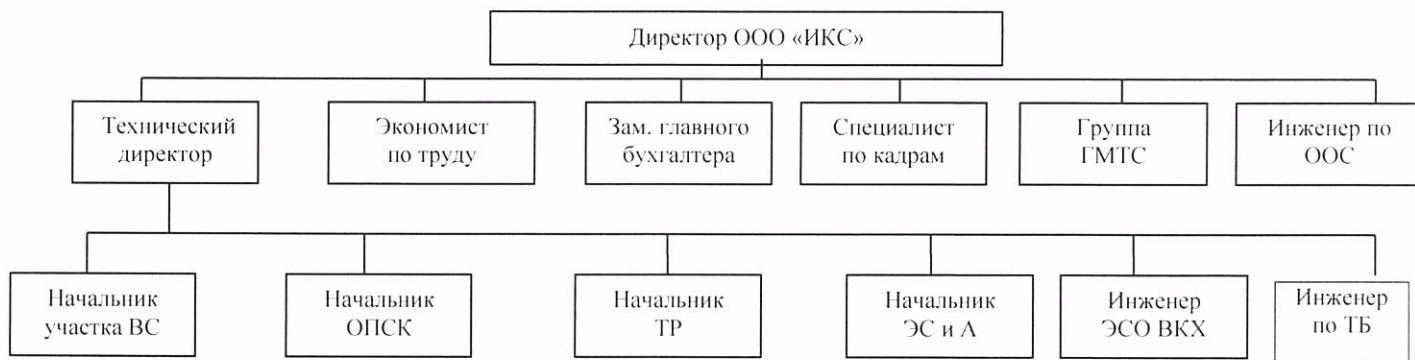 Директор ООО «ИКС»
Технический
директор
Экономист
по труду
Зам. главного
бухгалтера
Специалист
по кадрам
Группа
ГМТС
Инженер по
ООС
Начальник
участка ВС
Начальник
ОПСК
Начальник
ТР
Начальник
ЭС и А
Инженер
ЭСО ВКХ
Инженер
по ТБ